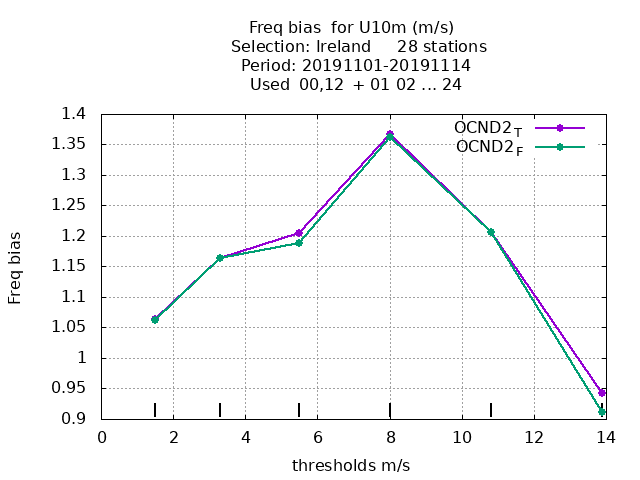 Freq bias for U10m (m/s)
Selection: Ireland 28 stations
Period: 20191101-20191114
Used 00,12 + 01 02 ... 24
1.4
1.35
1.3
1.25
1.2
1.15
1.1
1.05
1
0.95
0.9
Freq bias
OCND2T
OCND2F
0 2 4 6 8 10 12 14
thresholds m/s